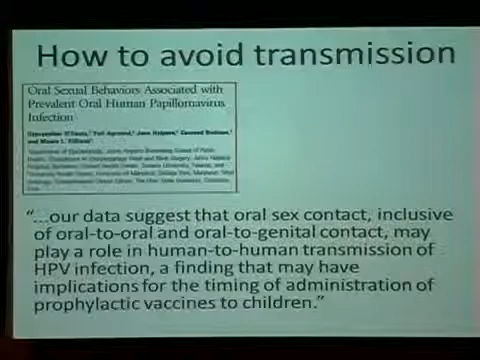 How to avoid transmission
Oral Sexual Behaviors Associated with
Prevalent Oral Human Papillomavirus
Infection
"...our data suggest that oral sex contact, inclusive
of oral-to-oral and oral-to-genital contact, may
play a role in human-to-human transmission of
HPV infection, a finding that may have
implications for the timing of administration of
prophylactic vaccines to children."